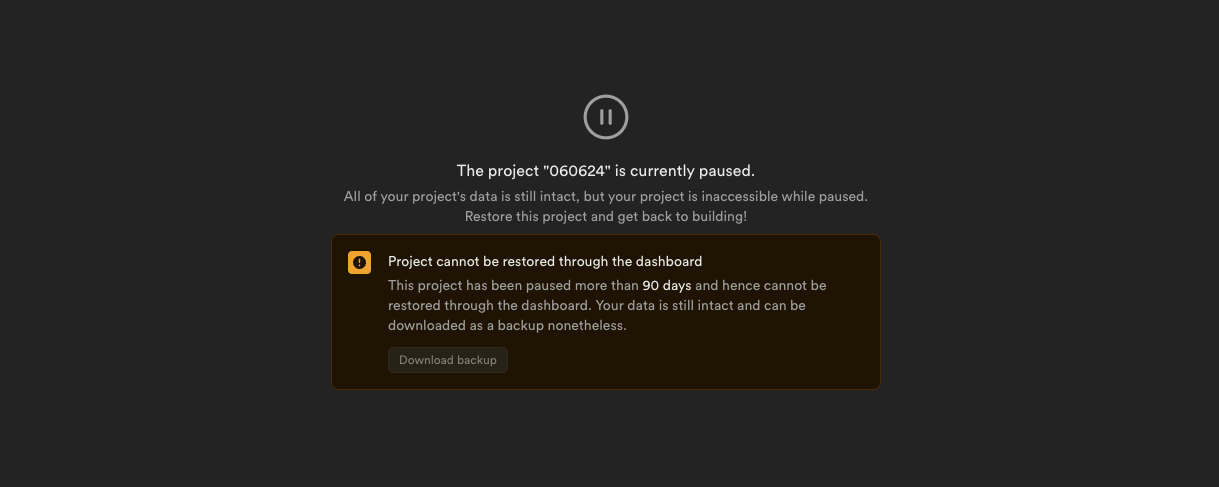 The project "060624" is currently paused.
All of your project's data is still intact, but your project is inaccessible while paused.
Restore this project and get back to building!
Project cannot be restored through the dashboard
This project has been paused more than 90 days and hence cannot be
restored through the dashboard. Your data is still intact and can be
downloaded as a backup nonetheless.
Download backup